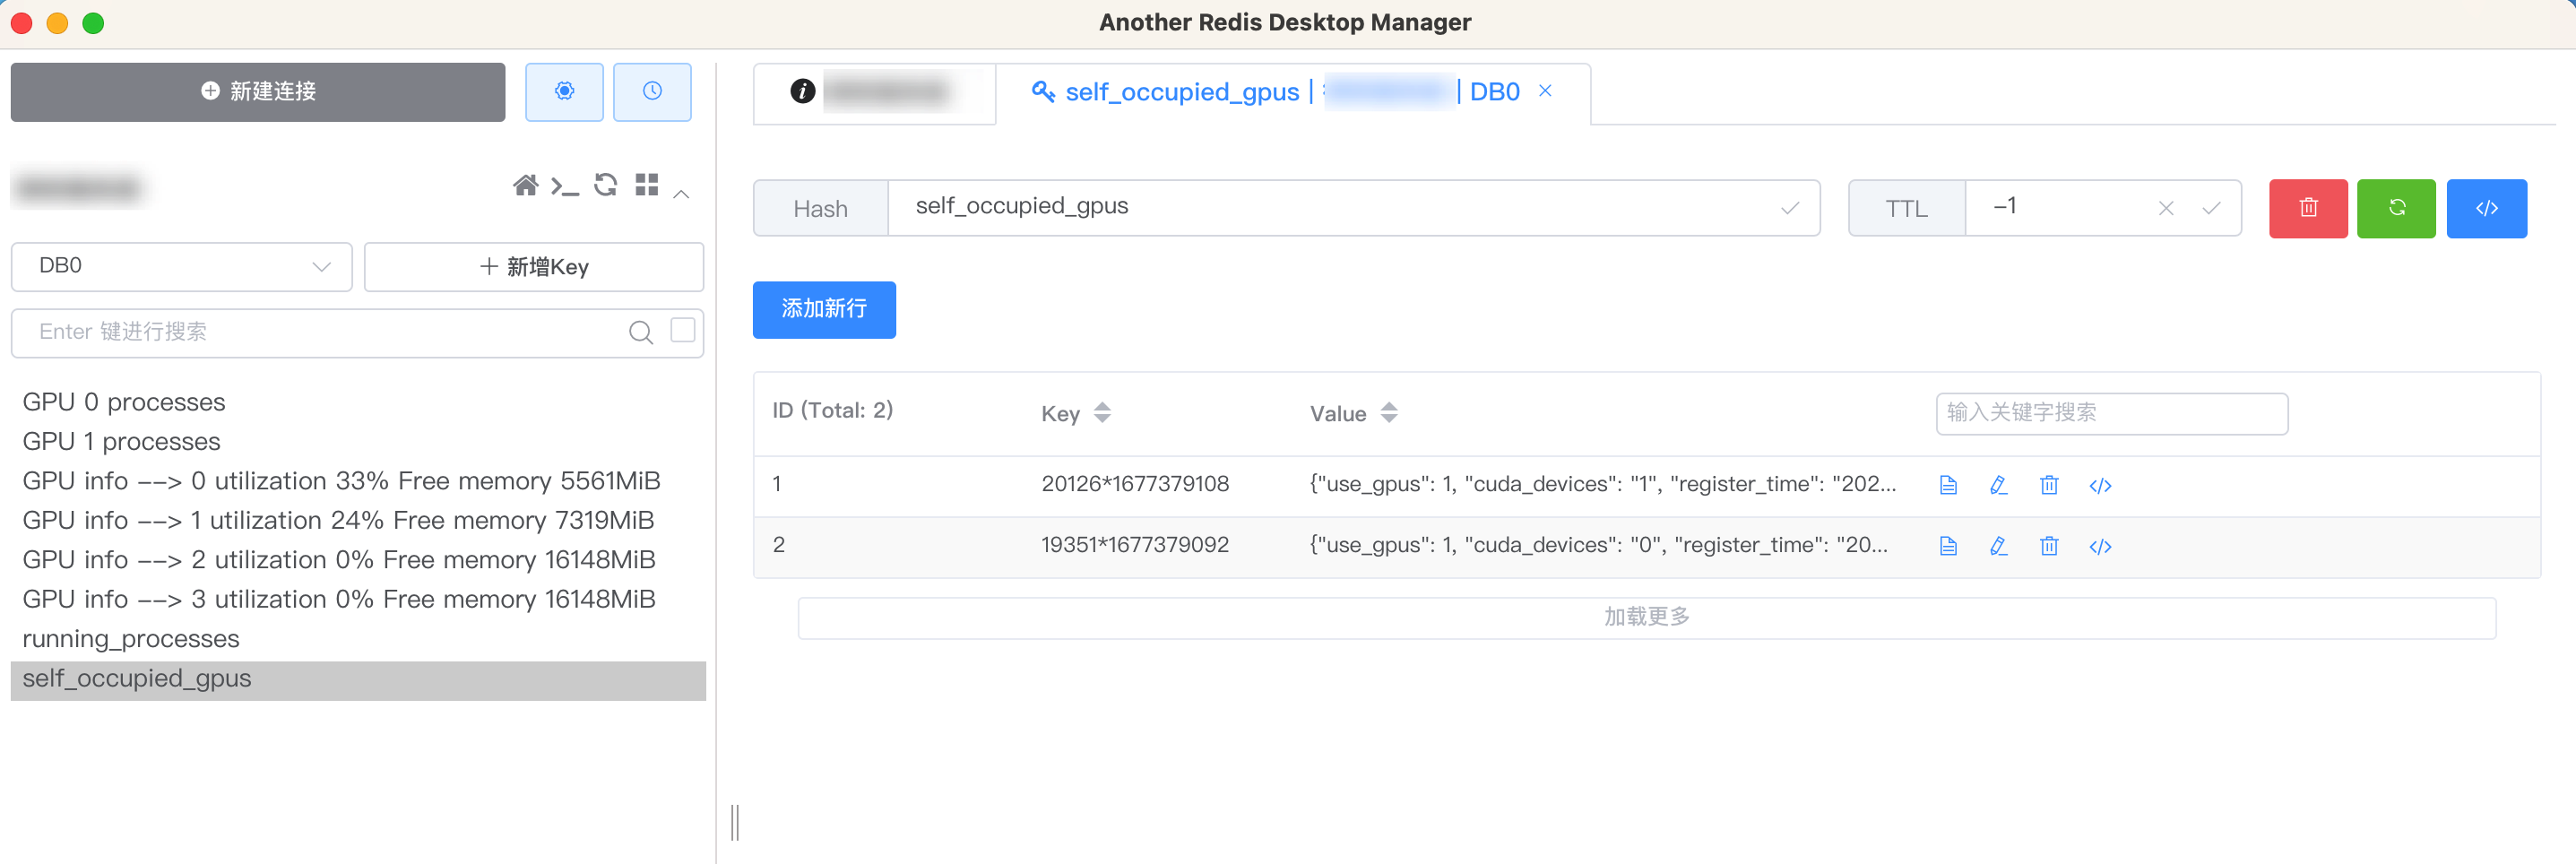 Another Redis Desktop Manager
新建连接
DB0
新增Key
Enter 键进行搜索
GPU 0 processes
GPU 1 processes
GPU info --> 0 utilization 33% Free memory 5561MiB
GPU info --> 1 utilization 24% Free memory 7319MiB
GPU info --> 2 utilization 0% Free memory 16148MiB
GPU info --> 3 utilization 0% Free memory 16148MiB
running_processes
self_occupied_gpus
self_occupied_gpus | | DB0
Hash self_occupied_gpus TTL -1
添加新行
ID (Total: 2) Key Value 输入关键字搜索
1 20126*1677379108 {"use_gpus": 1, "cuda_devices": "1", "register_time": "202...
2 19351*1677379092 {"use_gpus": 1, "cuda_devices": "0", "register_time": "20...
加载更多